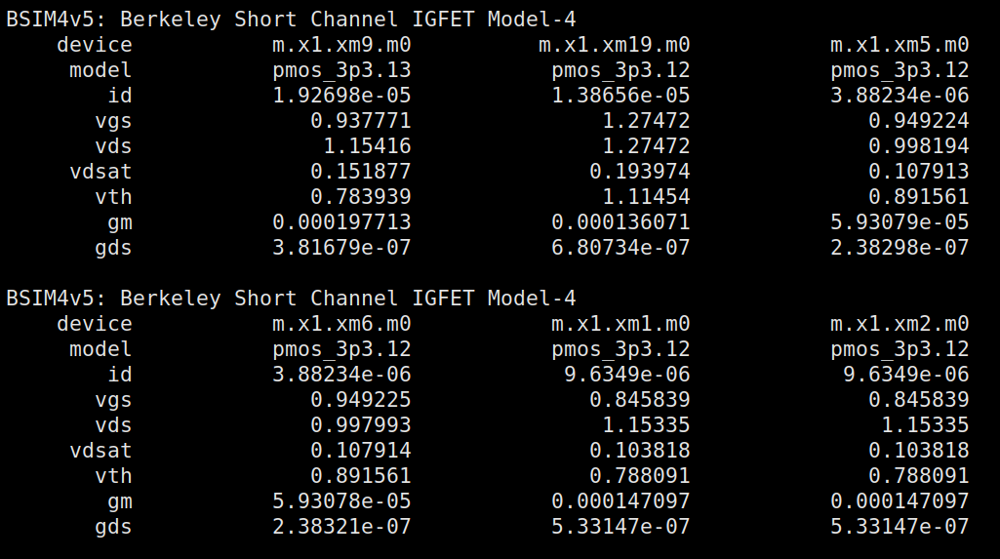 BSIM4v5: Berkeley Short Channel IGFET Model-4
device m.x1.xm9.m0 m.x1.xm19.m0 m.x1.xm5.m0
model pmos_3p3.13 pmos_3p3.12 pmos_3p3.12
id 1.92698e-05 1.38656e-05 3.88234e-06
vgs 0.937771 1.27472 0.949224
vds 1.15416 1.27472 0.998194
vdsat 0.151877 0.193974 0.107913
vth 0.783939 1.11454 0.891561
gm 0.000197713 0.000136071 5.93079e-05
gds 3.81679e-07 6.80734e-07 2.38298e-07
BSIM4v5: Berkeley Short Channel IGFET Model-4
device m.x1.xm6.m0 m.x1.xm1.m0 m.x1.xm2.m0
model pmos_3p3.12 pmos_3p3.12 pmos_3p3.12
id 3.88234e-06 9.6349e-06 9.6349e-06
vgs 0.949225 0.845839 0.845839
vds 0.997993 1.15335 1.15335
vdsat 0.107914 0.103818 0.103818
vth 0.891561 0.788091 0.788091
gm 5.93078e-05 0.000147097 0.000147097
gds 2.38321e-07 5.33147e-07 5.33147e-07